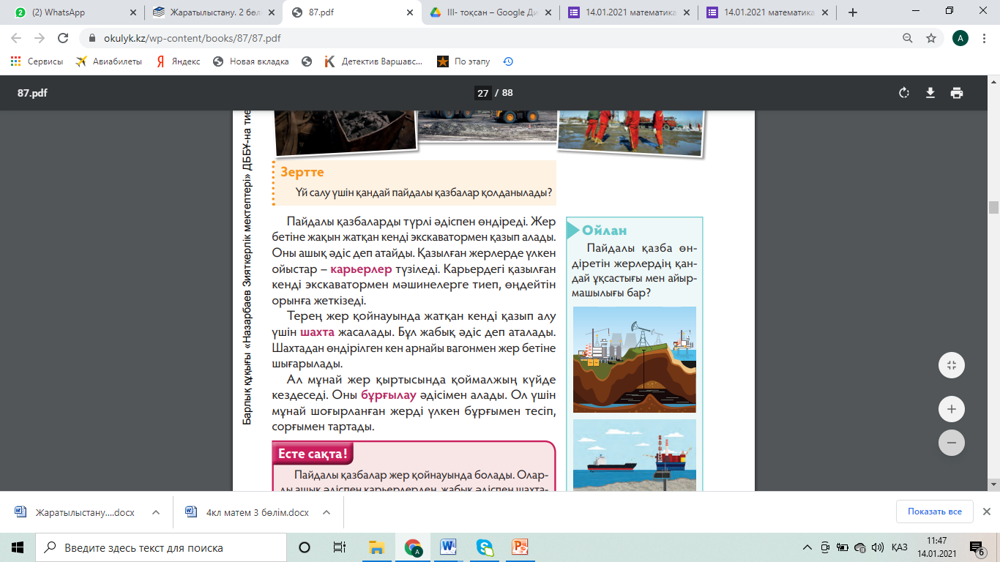 (2) WhatsApp
Жаратылыстану. 2 бөл
87.pdf
III- тоқсан – Google Ди
14.01.2021 математика
14.01.2021 математика
okulyk.kz/wp-content/books/87/87.pdf
A
Сервисы
Авиабилеты
Яндекс
Новая вкладка
Детектив Варшавс...
По этапу
87.pdf
27 / 88
Барлық құқығы «Назарбаев Зияткерлік мектептері» ДББҰ-на тие
Зертте
Үй салу үшін қандай пайдалы қазбалар қолданылады?
Пайдалы қазбаларды түрлі әдіспен өндіреді. Жер
бетіне жақын жатқан кенді экскаватормен қазып алады.
Оны ашық әдіс деп атайды. Қазылған жерлерде үлкен
ойыстар – карьерлер түзіледі. Карьердегі қазылған
кенді экскаватормен мәшинелерге тиеп, өңдейтін
орынға жеткізеді.
Терең жер қойнауында жатқан кенді қазып алу
үшін шахта жасалады. Бұл жабық әдіс деп аталады.
Шахтадан өндірілген кен арнайы вагонмен жер бетіне
шығарылады.
Ал мұнай жер қыртысында қоймалжың күйде
кездеседі. Оны бұрғылау әдісімен алады. Ол үшін
мұнай шоғырланған жерді үлкен бұрғымен тесіп,
сорғымен тартады.
Есте сақта!
Пайдалы қазбалар жер қойнауында болады. Олар-
ды ашық әдіспен карьерлерден, жабық әдіспен шахта-
Ойлан
Пайдалы қазба өн-
діретін жерлердің қан-
дай ұқсастығы мен айыр-
машылығы бар?
Жаратылыстану....docx
4кл матем 3 бөлім.docx
Показать все
Введите здесь текст для поиска
ҚАЗ
11:47
14.01.2021
6